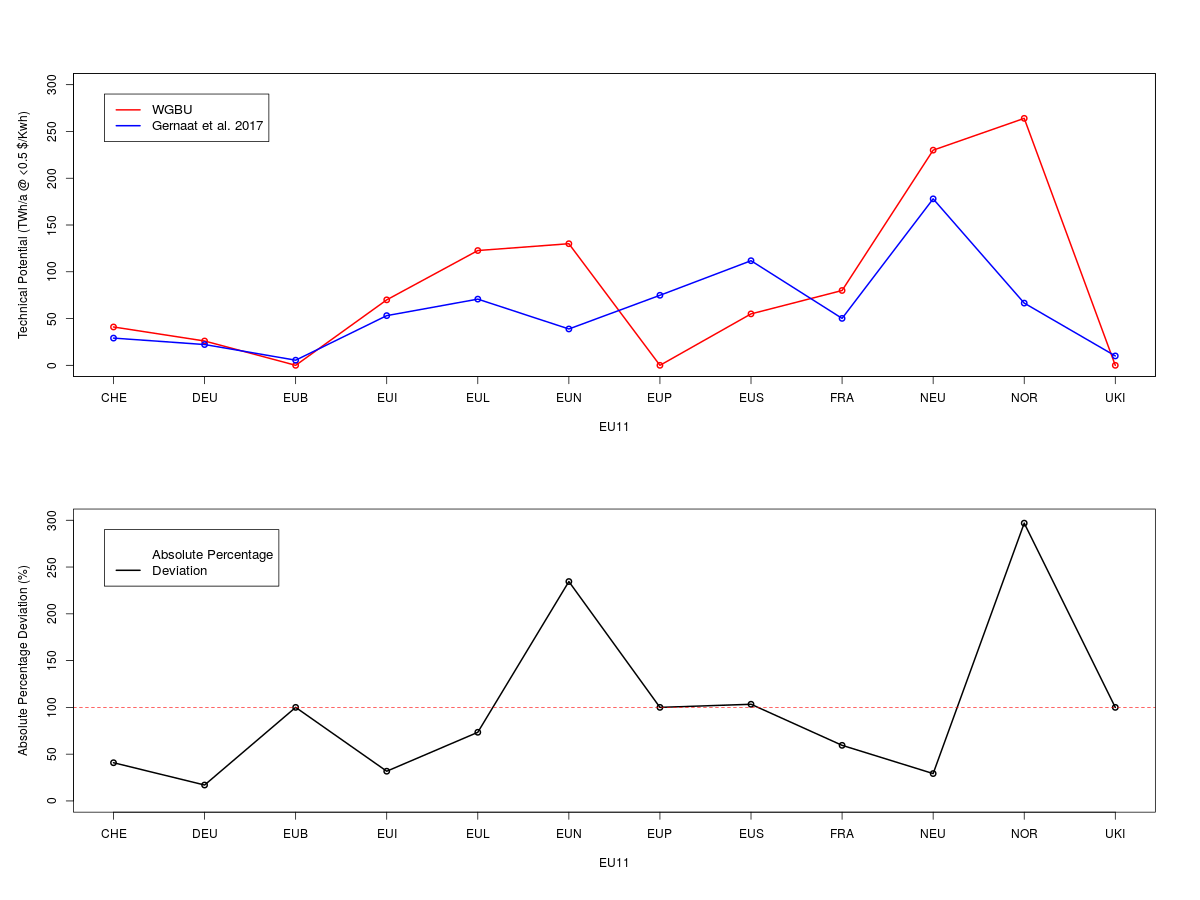 Technical Potential (TWh/a @ <0.5 $/Kwh)
300
250
200
150
100
50
0
WGBU
Gernaat et al. 2017
CHE DEU EUB EUI EUL EUN EUP EUS FRA NEU NOR UKI
EU11
Absolute Percentage Deviation (%)
300
250
200
150
100
50
0
Absolute Percentage
Deviation
CHE DEU EUB EUI EUL EUN EUP EUS FRA NEU NOR UKI
EU11